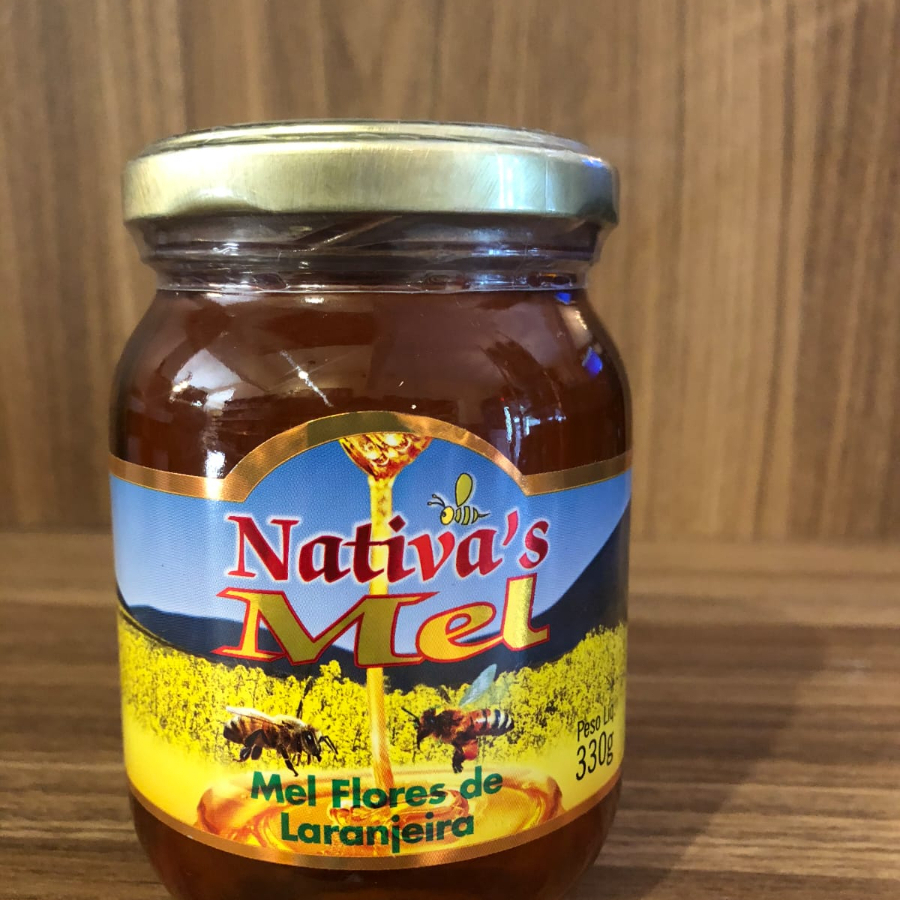 Nativa's
Mel
Peso Líq
330g
Mel Flores de
Laranjeira